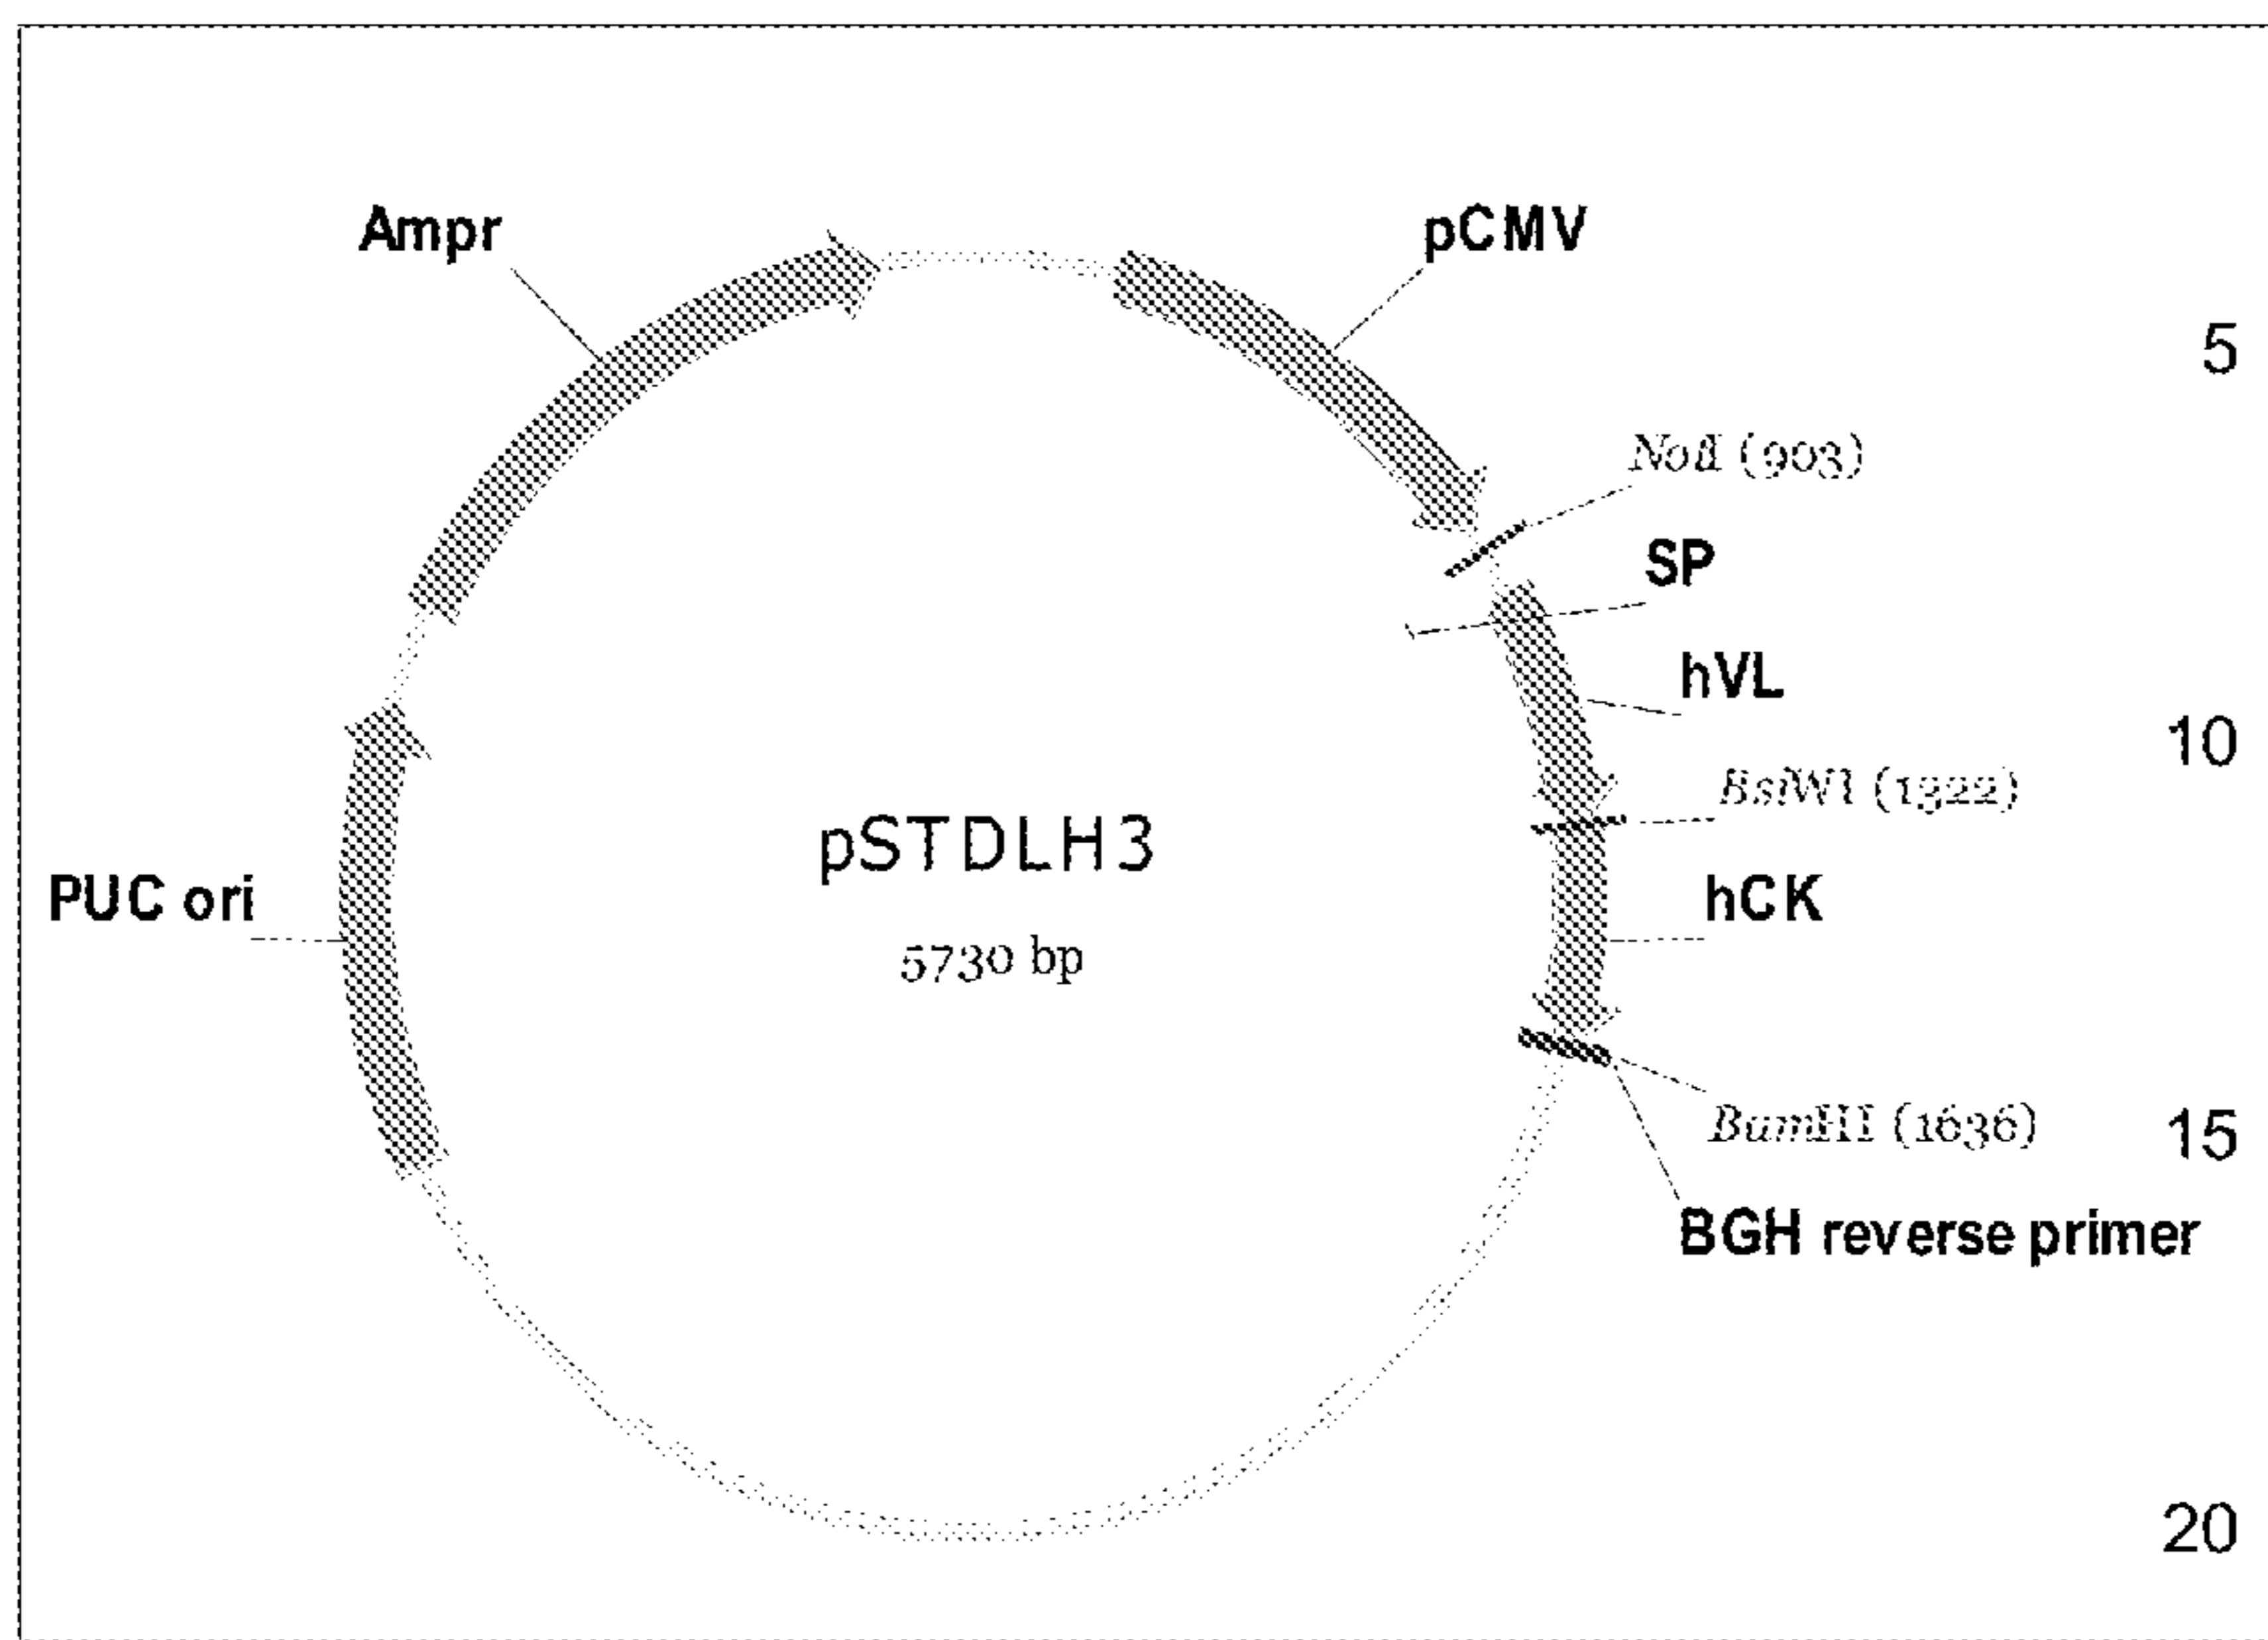 Ampr
pCMV
5
NotI (903)
SP
hVL
10
BsiWI (1322)
pSTDLH3
hCK
PUC ori
5730 bp
BamHI (1636)
15
BGH reverse primer
20